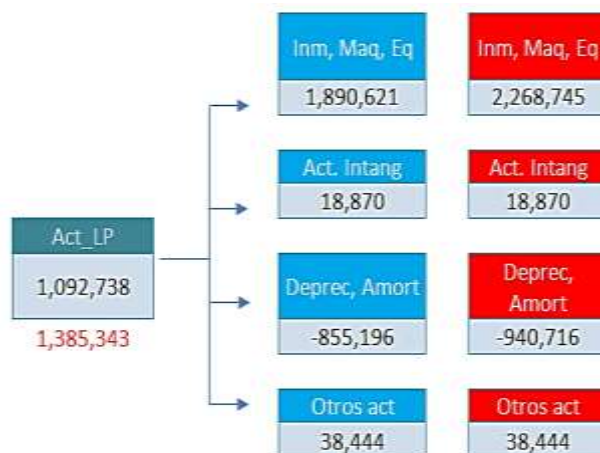 Inm, Maq, Eq
Inm, Maq, Eq
1,890,621
2,268,745
Act. Intang
Act. Intang
18,870
18,870
Act_LP
1,092,738
1,385,343
Deprec, Amort
Deprec,
Amort
-855,196
-940,716
Otros act
Otros act
38,444
38,444